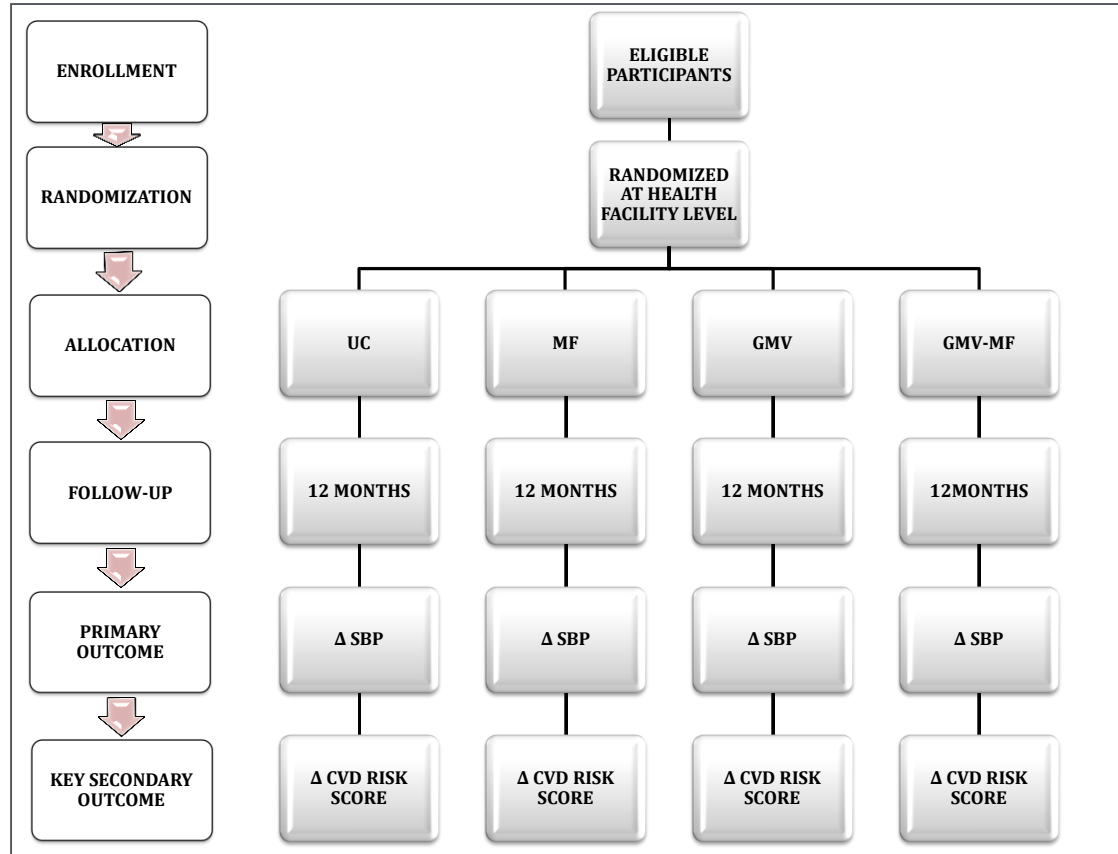 ENROLLMENT
ELIGIBLE
PARTICIPANTS
RANDOMIZATION
RANDOMIZED
AT HEALTH
FACILITY LEVEL
ALLOCATION
UC
MF
GMV
GMV-MF
FOLLOW-UP
12 MONTHS
12 MONTHS
12 MONTHS
12MONTHS
PRIMARY
OUTCOME
Δ SBP
Δ SBP
Δ SBP
Δ SBP
KEY SECONDARY
OUTCOME
Δ CVD RISK
SCORE
Δ CVD RISK
SCORE
Δ CVD RISK
SCORE
Δ CVD RISK
SCORE